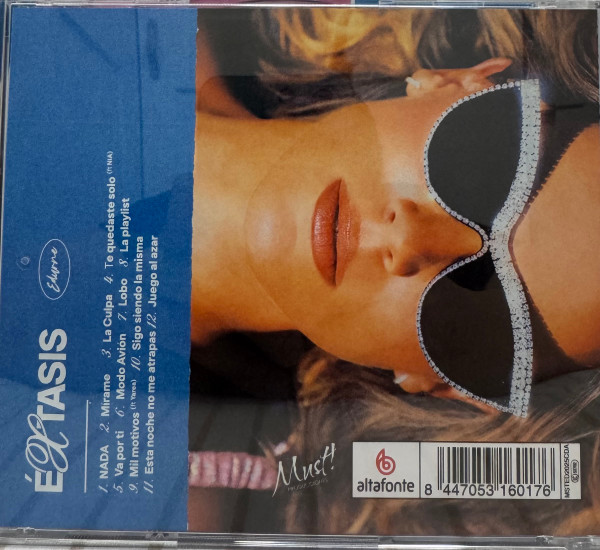 ÉXTASIS
Edurne
1. NADA 2. Mírame 3. La Culpa 4. Te quedaste solo (ft NIA)
5. Va por ti 6. Modo Avión 7. Lobo 8. La playlist
9. Mil motivos (ft Yarea) 10. Sigo siendo la misma
11. Esta noche no me atrapas 12. Juego al azar
Must!
altafonte
8 447053 160176
MSTED2025CDA